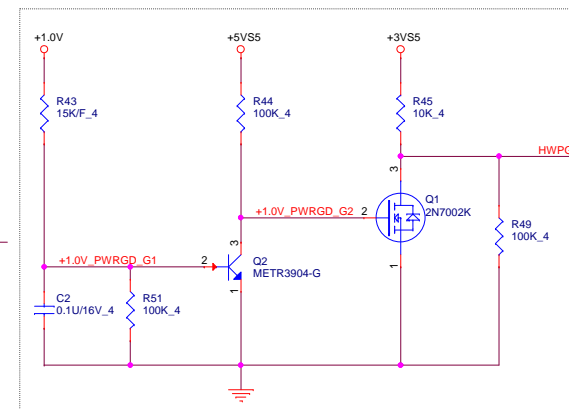 +1.0V
+5VS5
+3VS5
R43
15K/F_4
R44
100K_4
R45
10K_4
HWPG
3
Q1
2N7002K
+1.0V_PWRGD_G2
2
R49
100K_4
3
+1.0V_PWRGD_G1
2
Q2
METR3904-G
1
1
C2
0.1U/16V_4
R51
100K_4